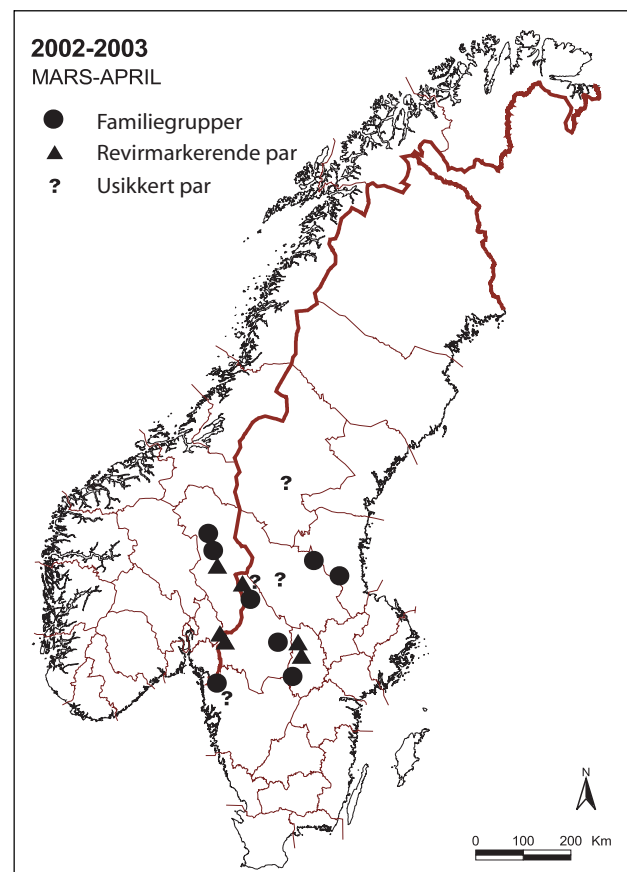 2002-2003
MARS-APRIL
Familiegrupper
Revirmarkerende par
? Usikkert par
?
? ?
?
N
0 100 200 Km